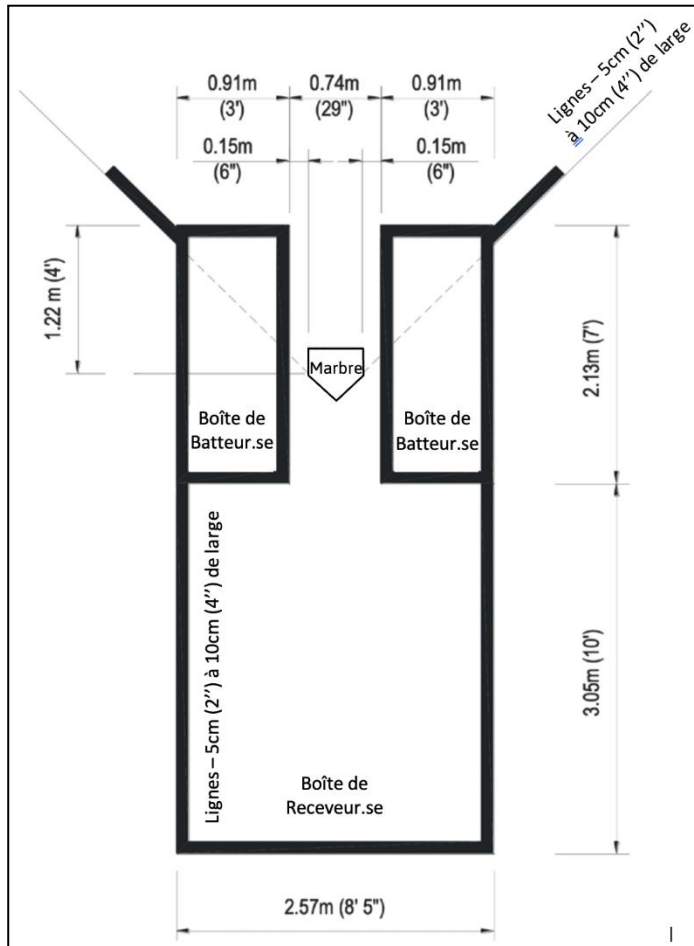 Lignes – 5cm (2’’)
à 10cm (4’’) de large
0.91m
(3')
0.74m
(29")
0.91m
(3')
0.15m
(6")
0.15m
(6")
1.22 m (4')
2.13m (7')
Marbre
Boîte de
Batteur.se
Boîte de
Batteur.se
Lignes – 5cm (2’’) à 10cm (4’’) de large
3.05m (10')
Boîte de
Receveur.se
2.57m (8' 5")